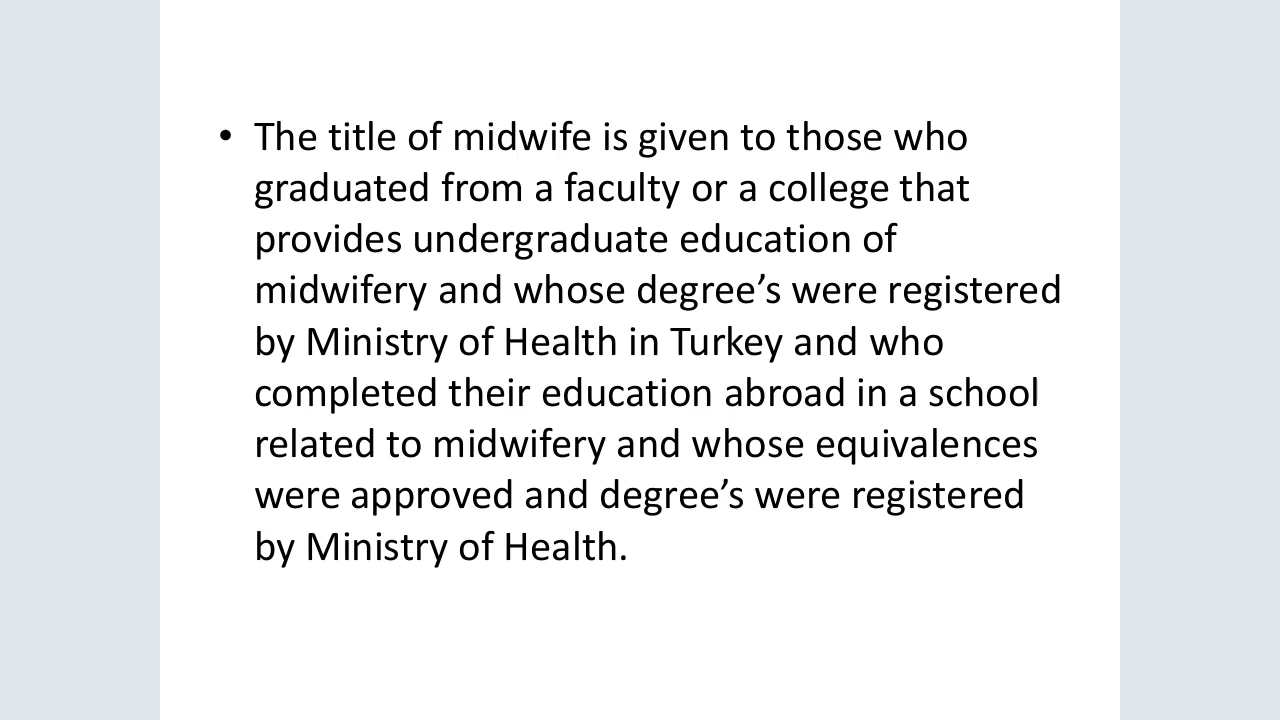 • The title of midwife is given to those who
graduated from a faculty or a college that
provides undergraduate education of
midwifery and whose degree’s were registered
by Ministry of Health in Turkey and who
completed their education abroad in a school
related to midwifery and whose equivalences
were approved and degree’s were registered
by Ministry of Health.